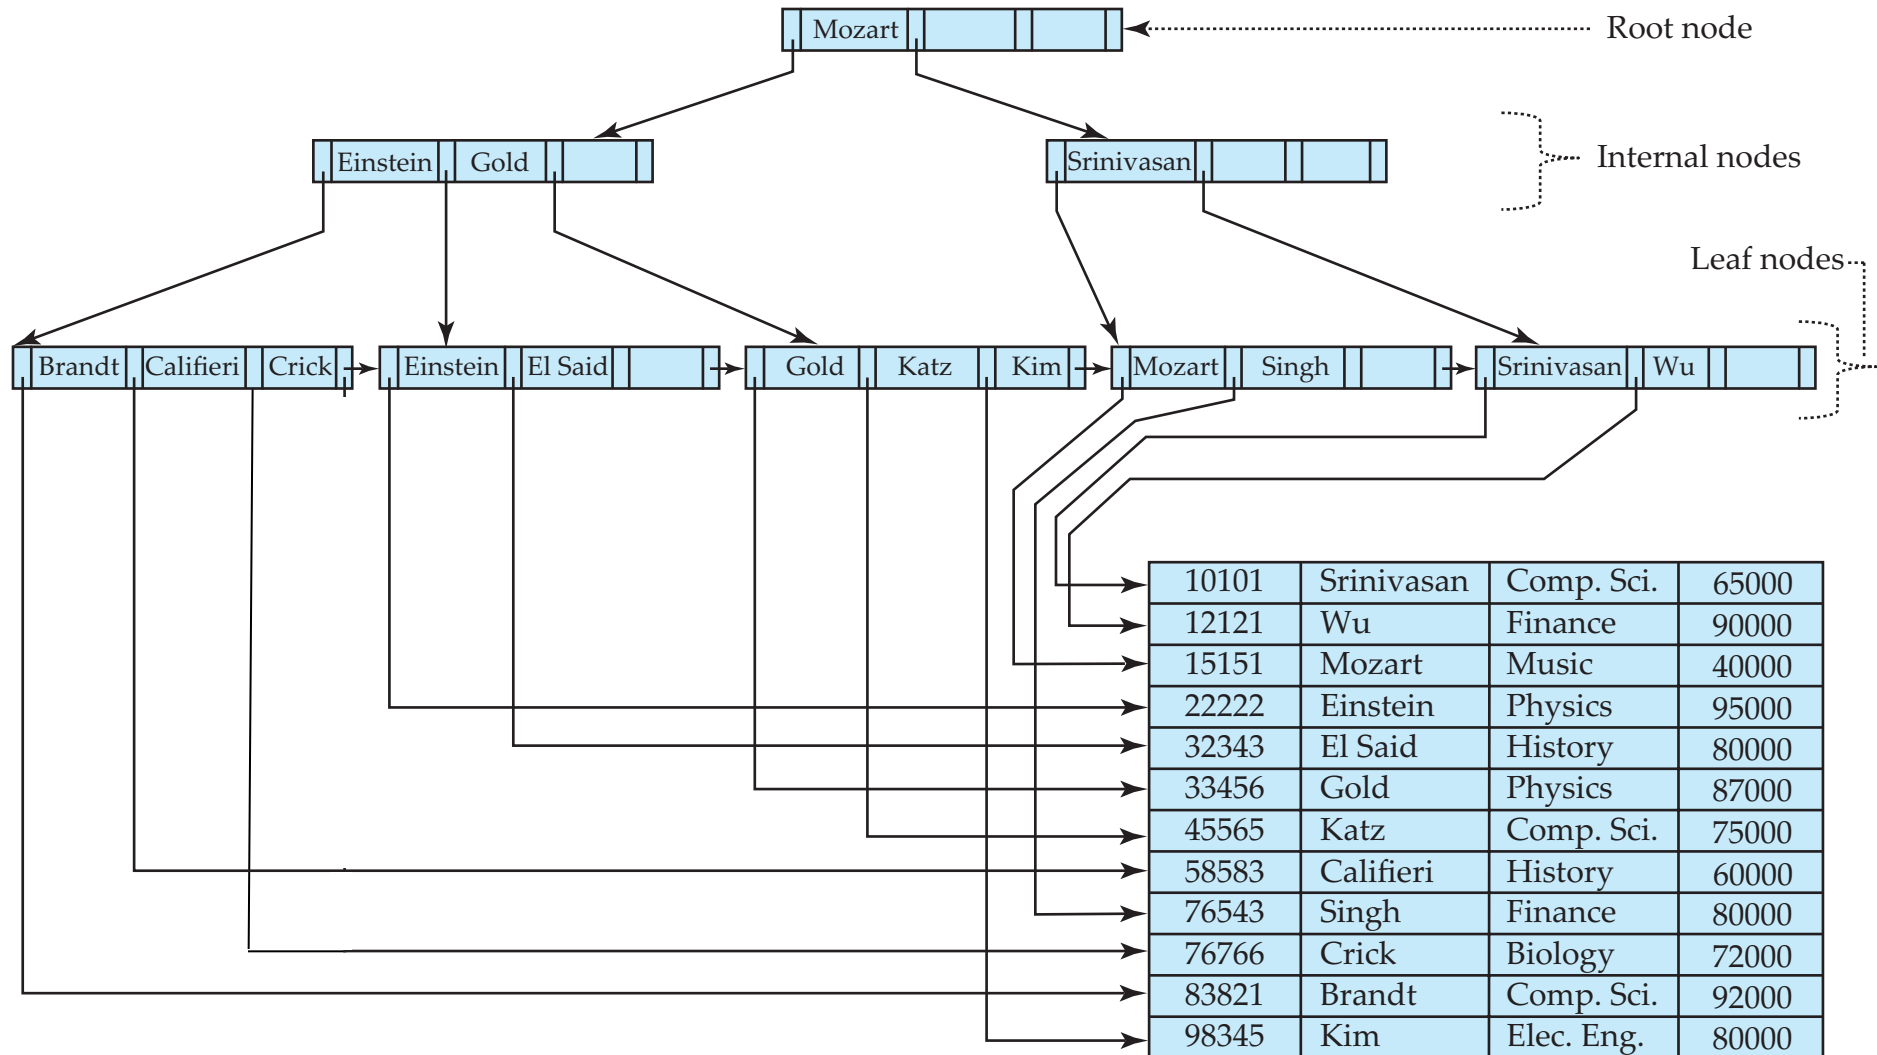 Mozart
Root node
Einstein Gold
Srinivasan
Internal nodes
Leaf nodes
Brandt Califieri Crick Einstein El Said Gold Katz Kim Mozart Singh Srinivasan Wu
10101 Srinivasan Comp. Sci. 65000
12121 Wu Finance 90000
15151 Mozart Music 40000
22222 Einstein Physics 95000
32343 El Said History 80000
33456 Gold Physics 87000
45565 Katz Comp. Sci. 75000
58583 Califieri History 60000
76543 Singh Finance 80000
76766 Crick Biology 72000
83821 Brandt Comp. Sci. 92000
98345 Kim Elec. Eng. 80000